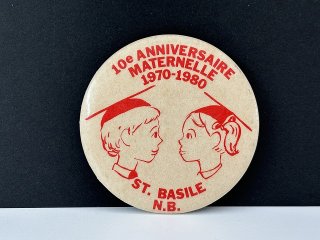 10e ANNIVERSAIRE
MATERNELLE
1970-1980
ST. BASILE
N.B.